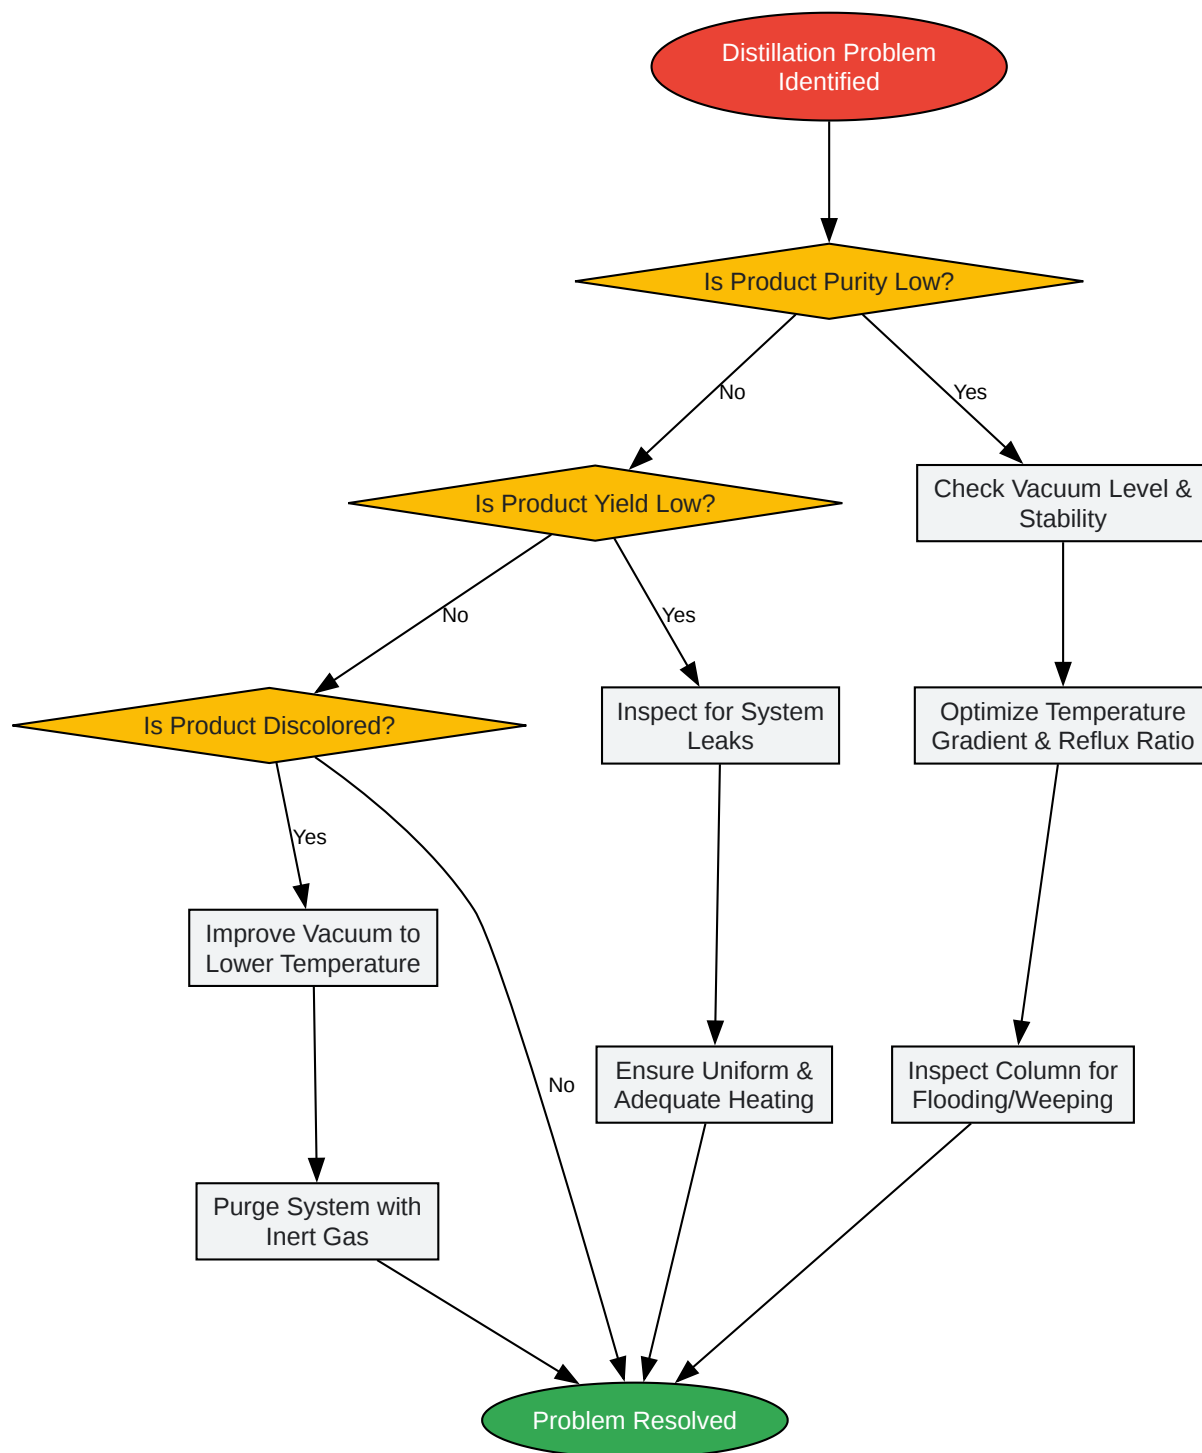 Distillation Problem
Identified
Is Product Purity Low?
No
Yes
Is Product Yield Low?
Check Vacuum Level &
Stability
No
Yes
Is Product Discolored?
Inspect for System
Leaks
Optimize Temperature
Gradient & Reflux Ratio
Yes
Improve Vacuum to
Lower Temperature
No
Ensure Uniform &
Adequate Heating
Inspect Column for
Flooding/Weeping
Purge System with
Inert Gas
Problem Resolved